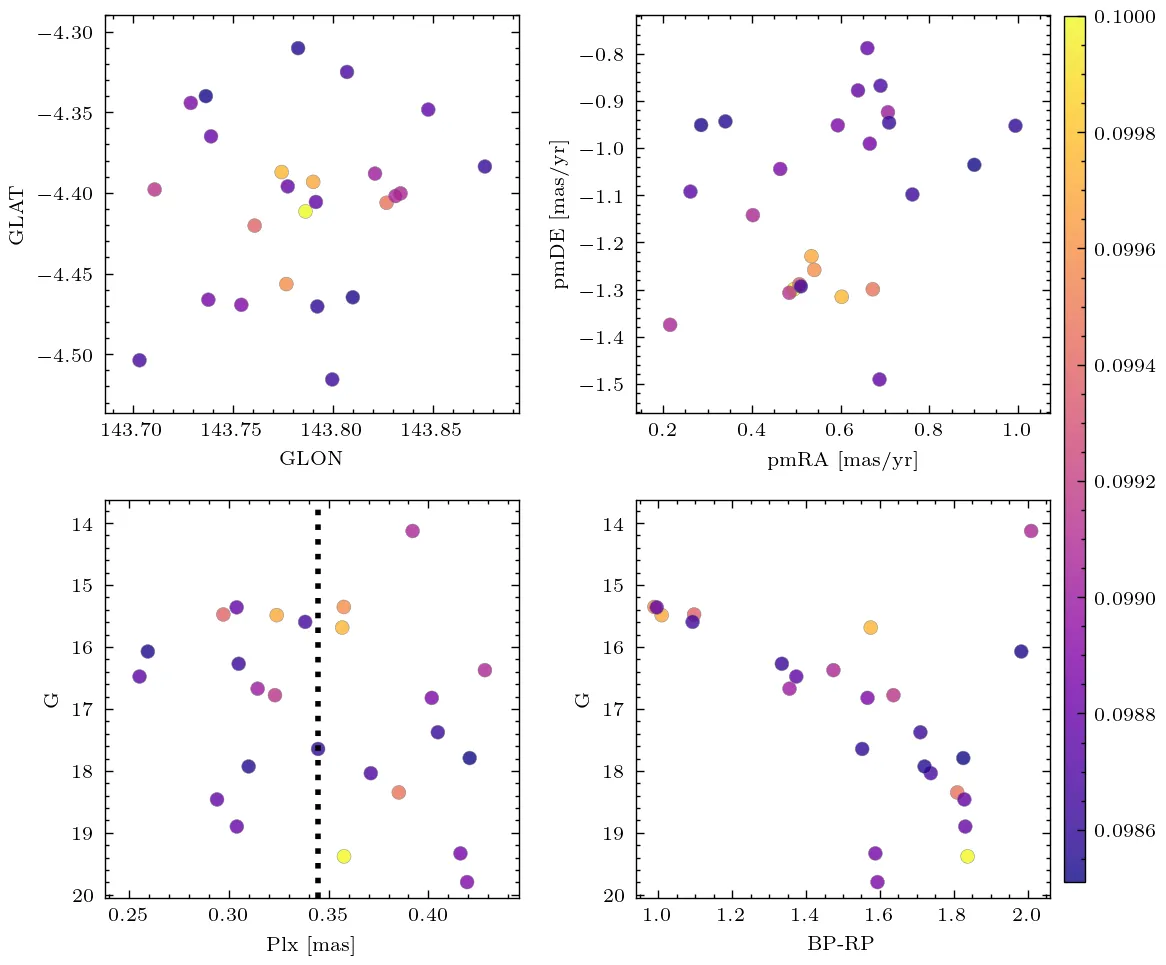 −4.30
−4.35
−4.40
−4.45
−4.50
GLAT
143.70 143.75 143.80 143.85
GLON
−0.8
−0.9
−1.0
−1.1
−1.2
−1.3
−1.4
−1.5
pmDE [mas/yr]
0.2 0.4 0.6 0.8 1.0
pmRA [mas/yr]
14
15
16
17
18
19
20
G
0.25 0.30 0.35 0.40
Plx [mas]
14
15
16
17
18
19
20
G
1.0 1.2 1.4 1.6 1.8 2.0
BP-RP
0.1000
0.0998
0.0996
0.0994
0.0992
0.0990
0.0988
0.0986